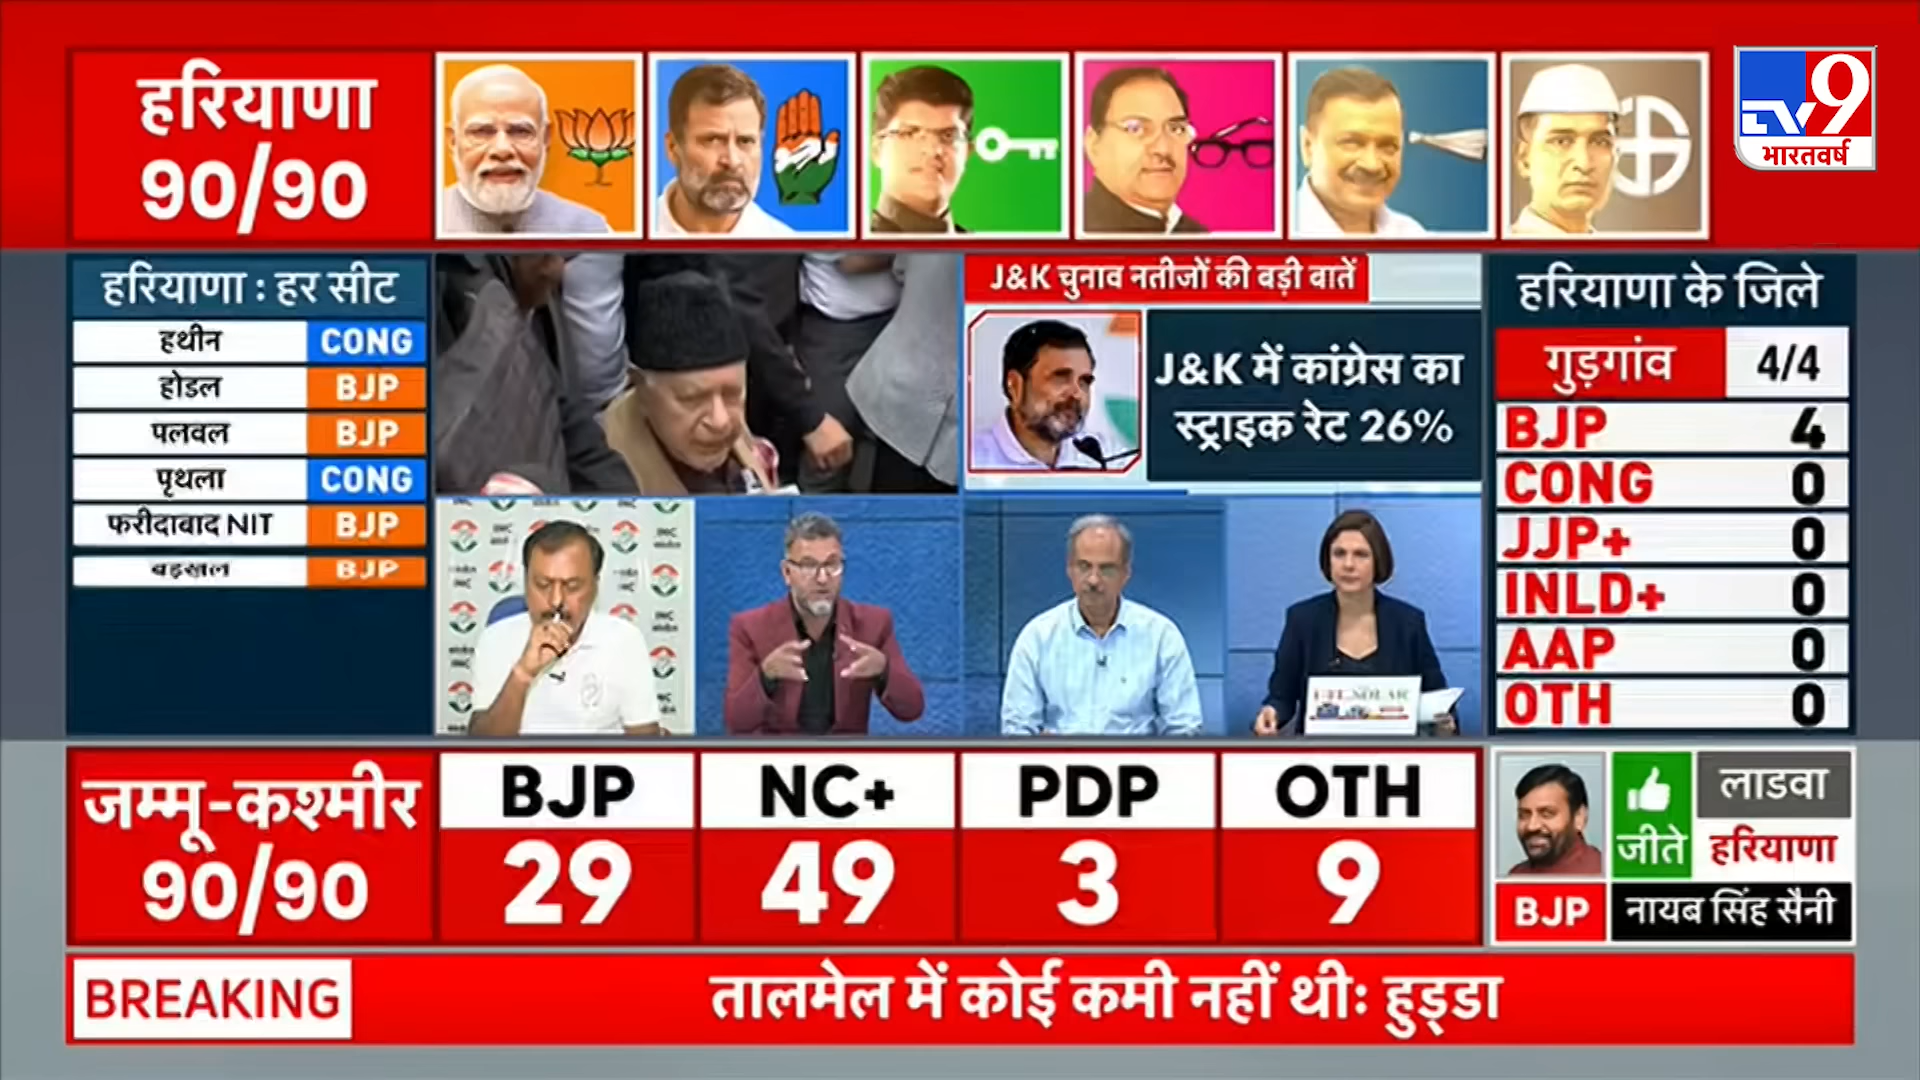 हरियाणा
90/90
TV9
भारतवर्ष
हरियाणा : हर सीट
हथीन CONG
होडल BJP
पलवल BJP
पृथला CONG
फरीदाबाद NIT BJP
बड़खल BJP
J&K चुनाव नतीजों की बड़ी बातें
J&K में कांग्रेस का
स्ट्राइक रेट 26%
हरियाणा के जिले
गुड़गांव 4/4
BJP 4
CONG 0
JJP+ 0
INLD+ 0
AAP 0
OTH 0
जम्मू-कश्मीर
90/90
BJP NC+ PDP OTH
29 49 3 9
लाडवा
जीते हरियाणा
BJP नायब सिंह सैनी
BREAKING तालमेल में कोई कमी नहीं थीः हुड्डा